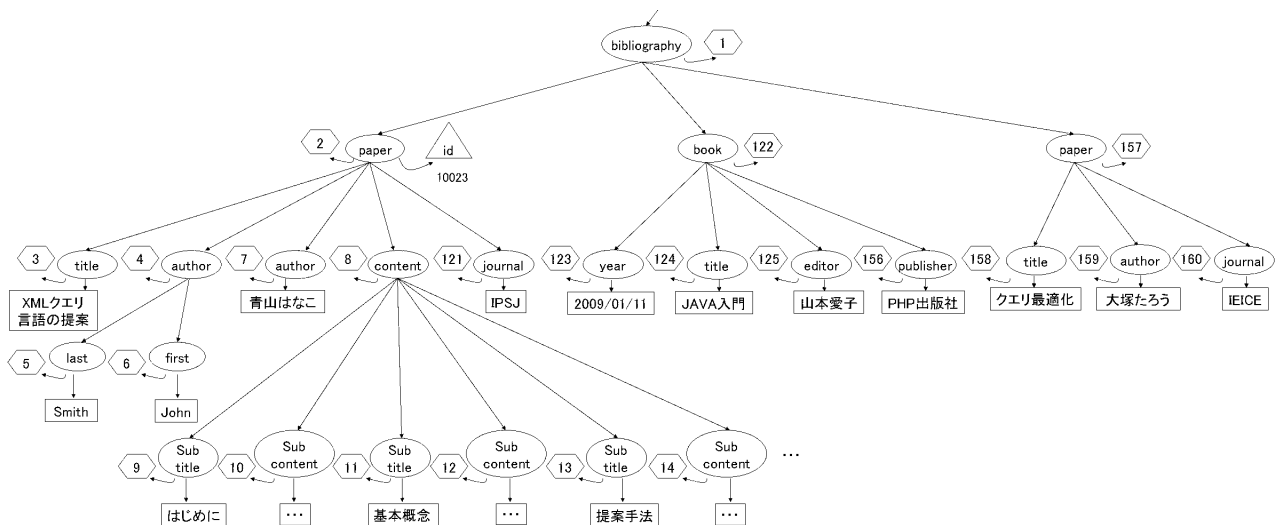 bibliography
1
2
paper
id
10023
book
122
paper
157
3
title
4
author
7
author
8
content
121
journal
123
year
124
title
125
editor
156
publisher
158
title
159
author
160
journal
XMLクエリ
言語の提案
青山はなこ
IPSJ
2009/01/11
JAVA入門
山本愛子
PHP出版社
クエリ最適化
大塚たろう
IEICE
5
last
6
first
Smith
John
9
Sub
title
10
Sub
content
11
Sub
title
12
Sub
content
13
Sub
title
14
Sub
content
...
はじめに
...
基本概念
...
提案手法
...